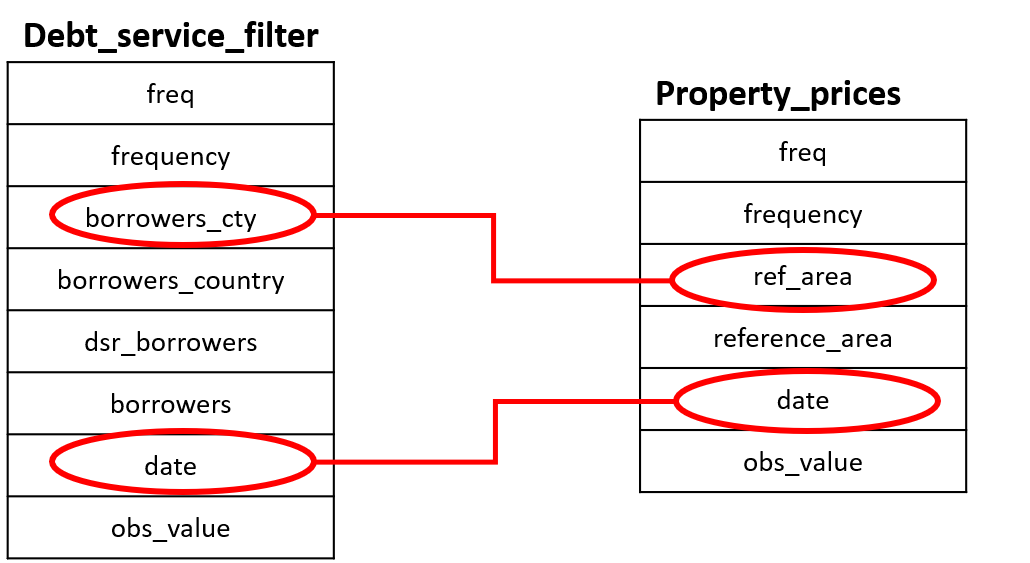 Debt_service_filter
freq
frequency
borrowers_cty
borrowers_country
dsr_borrowers
borrowers
date
obs_value
Property_prices
freq
frequency
ref_area
reference_area
date
obs_value